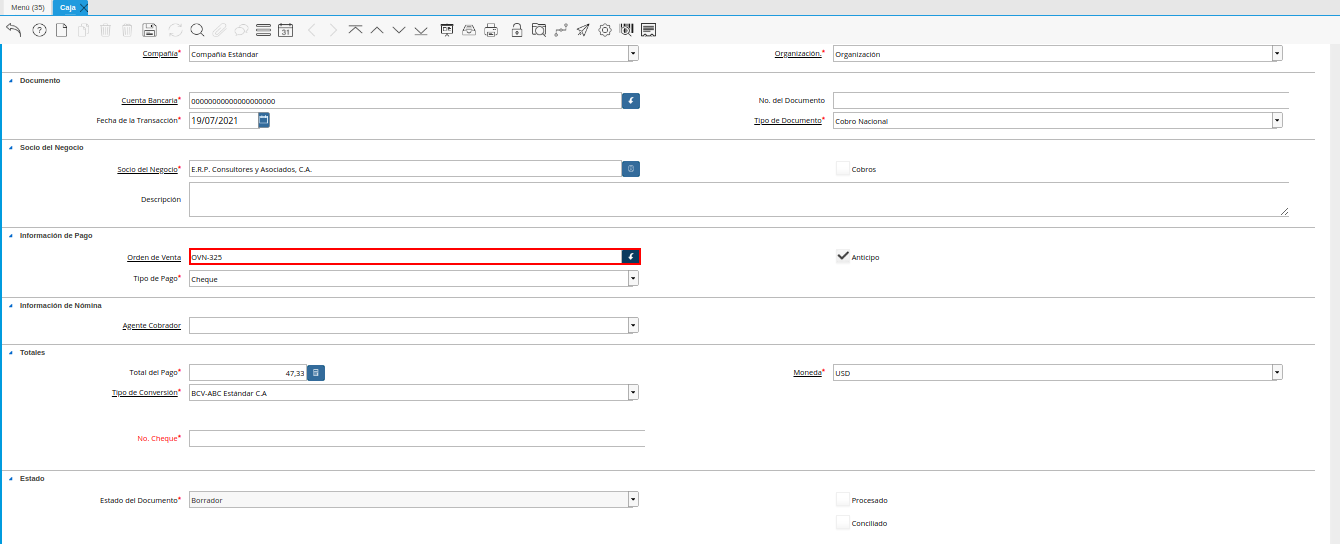 Menú (35) Caja
31
Compañía* Compañía Estándar Organización.* Organización
Documento
Cuenta Bancaria* 00000000000000000000 No. del Documento
Fecha de la Transacción* 19/07/2021 Tipo de Documento* Cobro Nacional
Socio del Negocio
Socio del Negocio* E.R.P. Consultores y Asociados, C.A. Cobros
Descripción
Información de Pago
Orden de Venta OVN-325 Anticipo
Tipo de Pago* Cheque
Información de Nómina
Agente Cobrador
Totales
Total del Pago* 47,33 Moneda* USD
Tipo de Conversión* BCV-ABC Estándar C.A
No. Cheque*
Estado
Estado del Documento* Borrador Procesado
Conciliado